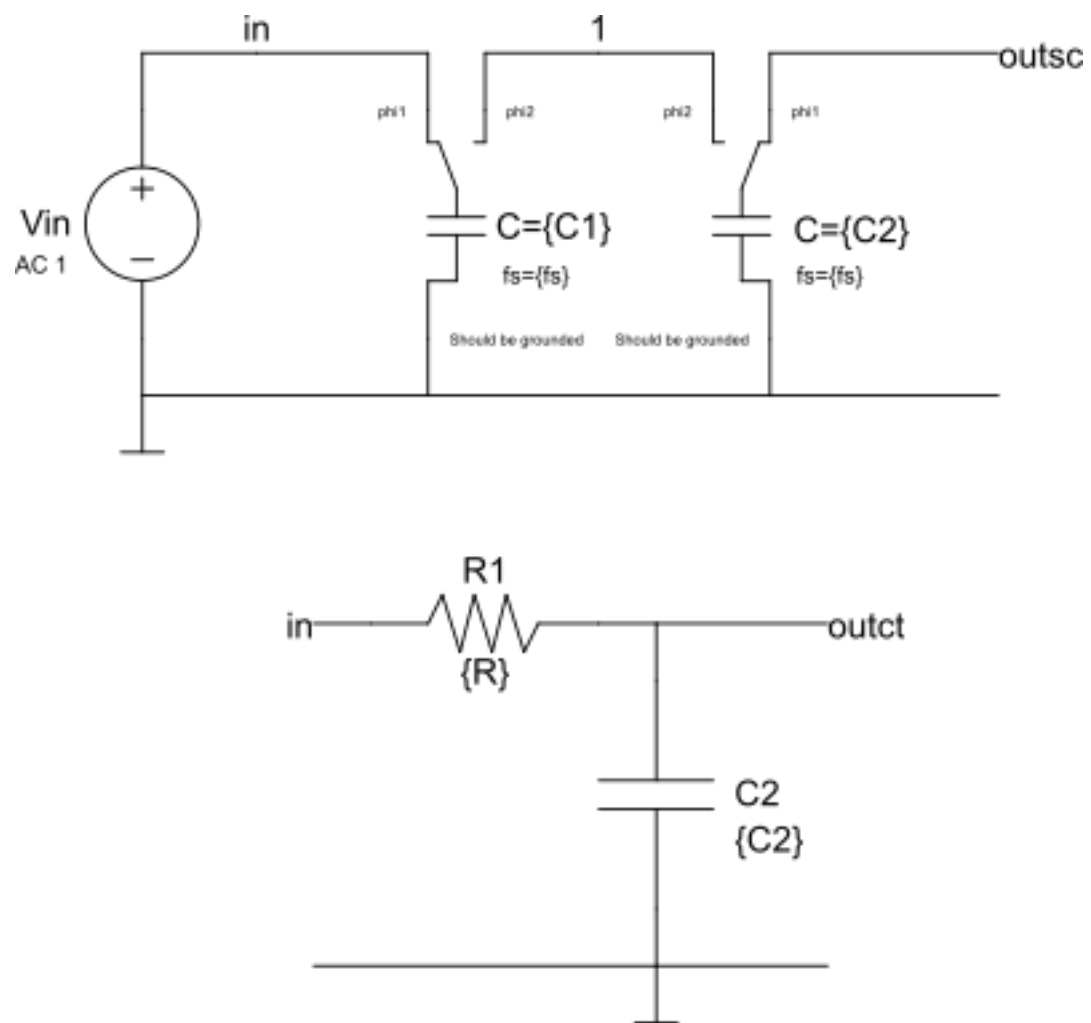 in
1
outsc
phi1
phi2
phi2
phi1
+
Vin
AC 1
C={C1}
fs={fs}
C={C2}
fs={fs}
Should be grounded
Should be grounded
R1
in
outct
{R}
C2
{C2}